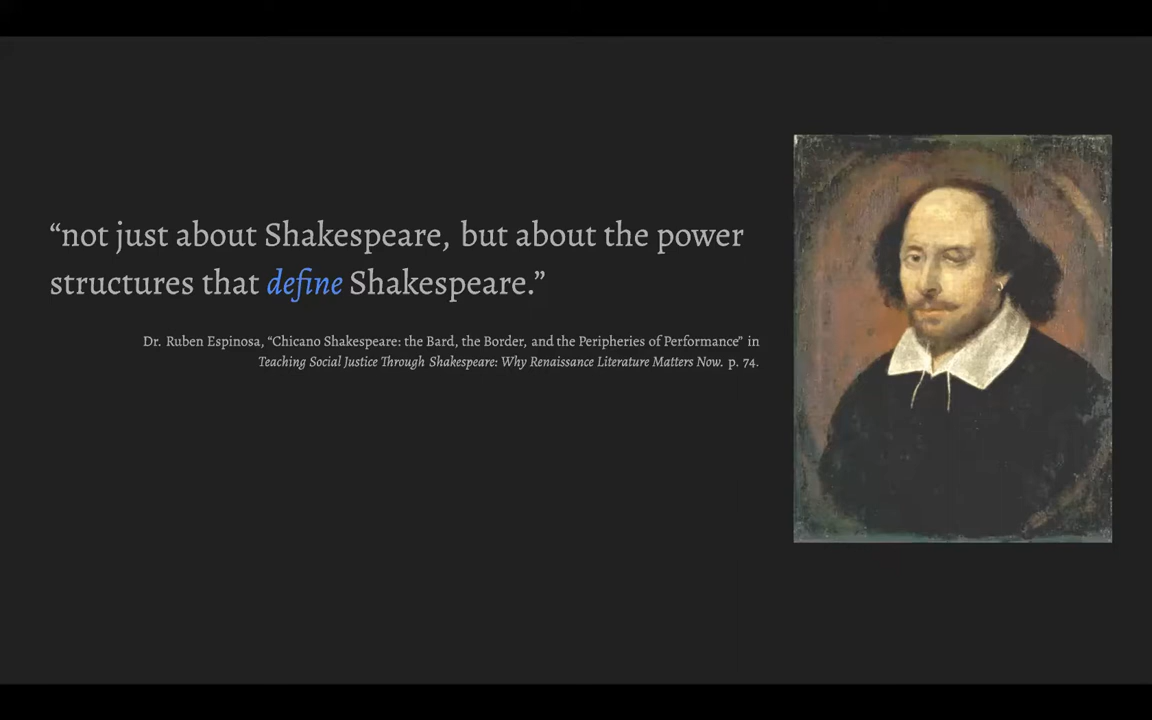 “not just about Shakespeare, but about the power
structures that define Shakespeare.”
Dr. Ruben Espinosa, “Chicano Shakespeare: the Bard, the Border, and the Peripheries of Performance” in
Teaching Social Justice Through Shakespeare: Why Renaissance Literature Matters Now. p. 74.